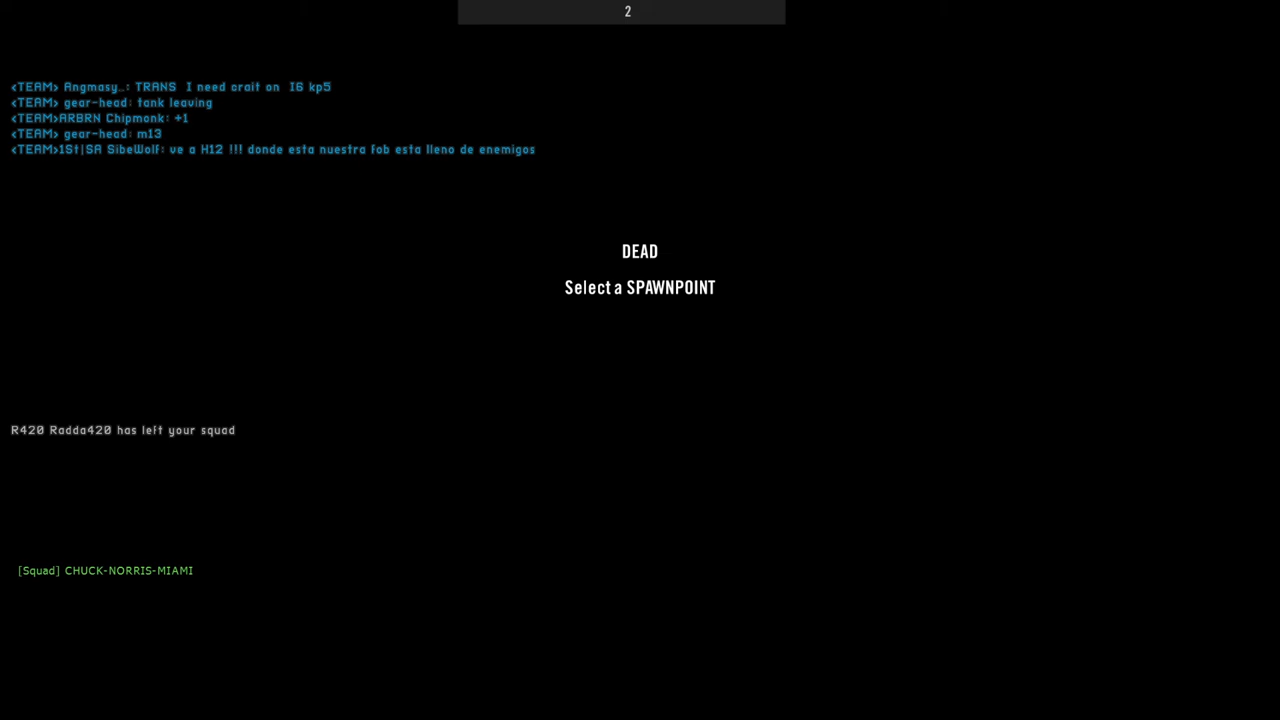 2
<TEAM> Angmasy..: TRANS  I need crait on  I6 kp5
<TEAM> gear-head: tank leaving
<TEAM>ARBRN Chipmonk: +1
<TEAM> gear-head: m13
<TEAM>1St|SA SibeWolf: ve a H12 !!! donde esta nuestra fob esta lleno de enemigos
DEAD
Select a SPAWNPOINT
R420 Radda420 has left your squad
[Squad] CHUCK-NORRIS-MIAMI